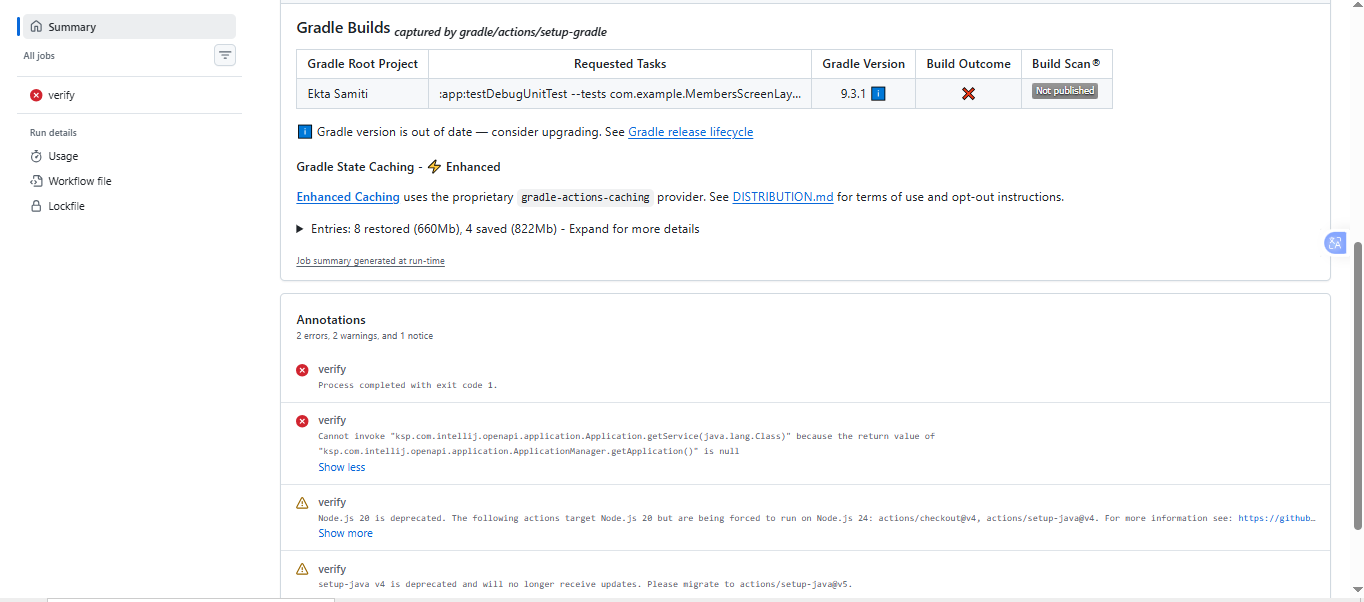 Summary
All jobs
verify
Run details
Usage
Workflow file
Lockfile
Gradle Builds captured by gradle/actions/setup-gradle
Gradle Root Project Requested Tasks Gradle Version Build Outcome Build Scan®
Ekta Samiti :app:testDebugUnitTest --tests com.example.MembersScreenLay... 9.3.1 Not published
Gradle version is out of date — consider upgrading. See Gradle release lifecycle
Gradle State Caching - ⚡ Enhanced
Enhanced Caching uses the proprietary gradle-actions-caching provider. See DISTRIBUTION.md for terms of use and opt-out instructions.
Entries: 8 restored (660Mb), 4 saved (822Mb) - Expand for more details
Job summary generated at run-time
Annotations
2 errors, 2 warnings, and 1 notice
verify
Process completed with exit code 1.
verify
Cannot invoke "ksp.com.intellij.openapi.application.Application.getService(java.lang.Class)" because the return value of
"ksp.com.intellij.openapi.application.ApplicationManager.getApplication()" is null
Show less
verify
Node.js 20 is deprecated. The following actions target Node.js 20 but are being forced to run on Node.js 24: actions/checkout@v4, actions/setup-java@v4. For more information see: https://github…
Show more
verify
setup-java v4 is deprecated and will no longer receive updates. Please migrate to actions/setup-java@v5.